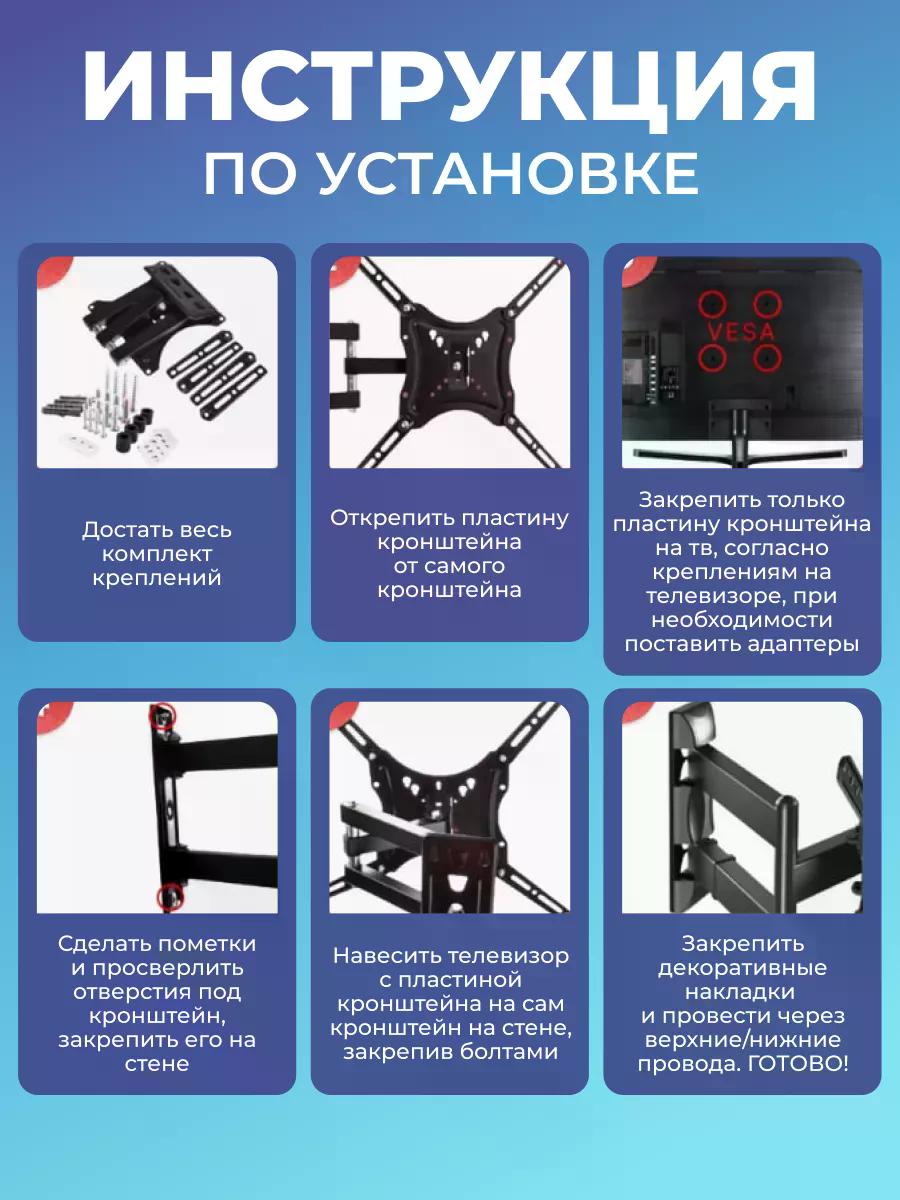 ИНСТРУКЦИЯ
ПО УСТАНОВКЕ
Достать весь
комплект
креплений
Открепить пластину
кронштейна
от самого
кронштейна
VESA
Закрепить только
пластину кронштейна
на тв, согласно
креплениям на
телевизоре, при
необходимости
поставить адаптеры
Сделать пометки
и просверлить
отверстия под
кронштейн,
закрепить его на
стене
Навесить телевизор
с пластиной
кронштейна на сам
кронштейн на стене,
закрепив болтами
Закрепить
декоративные
накладки
и провести через
верхние/нижние
провода. ГОТОВО!